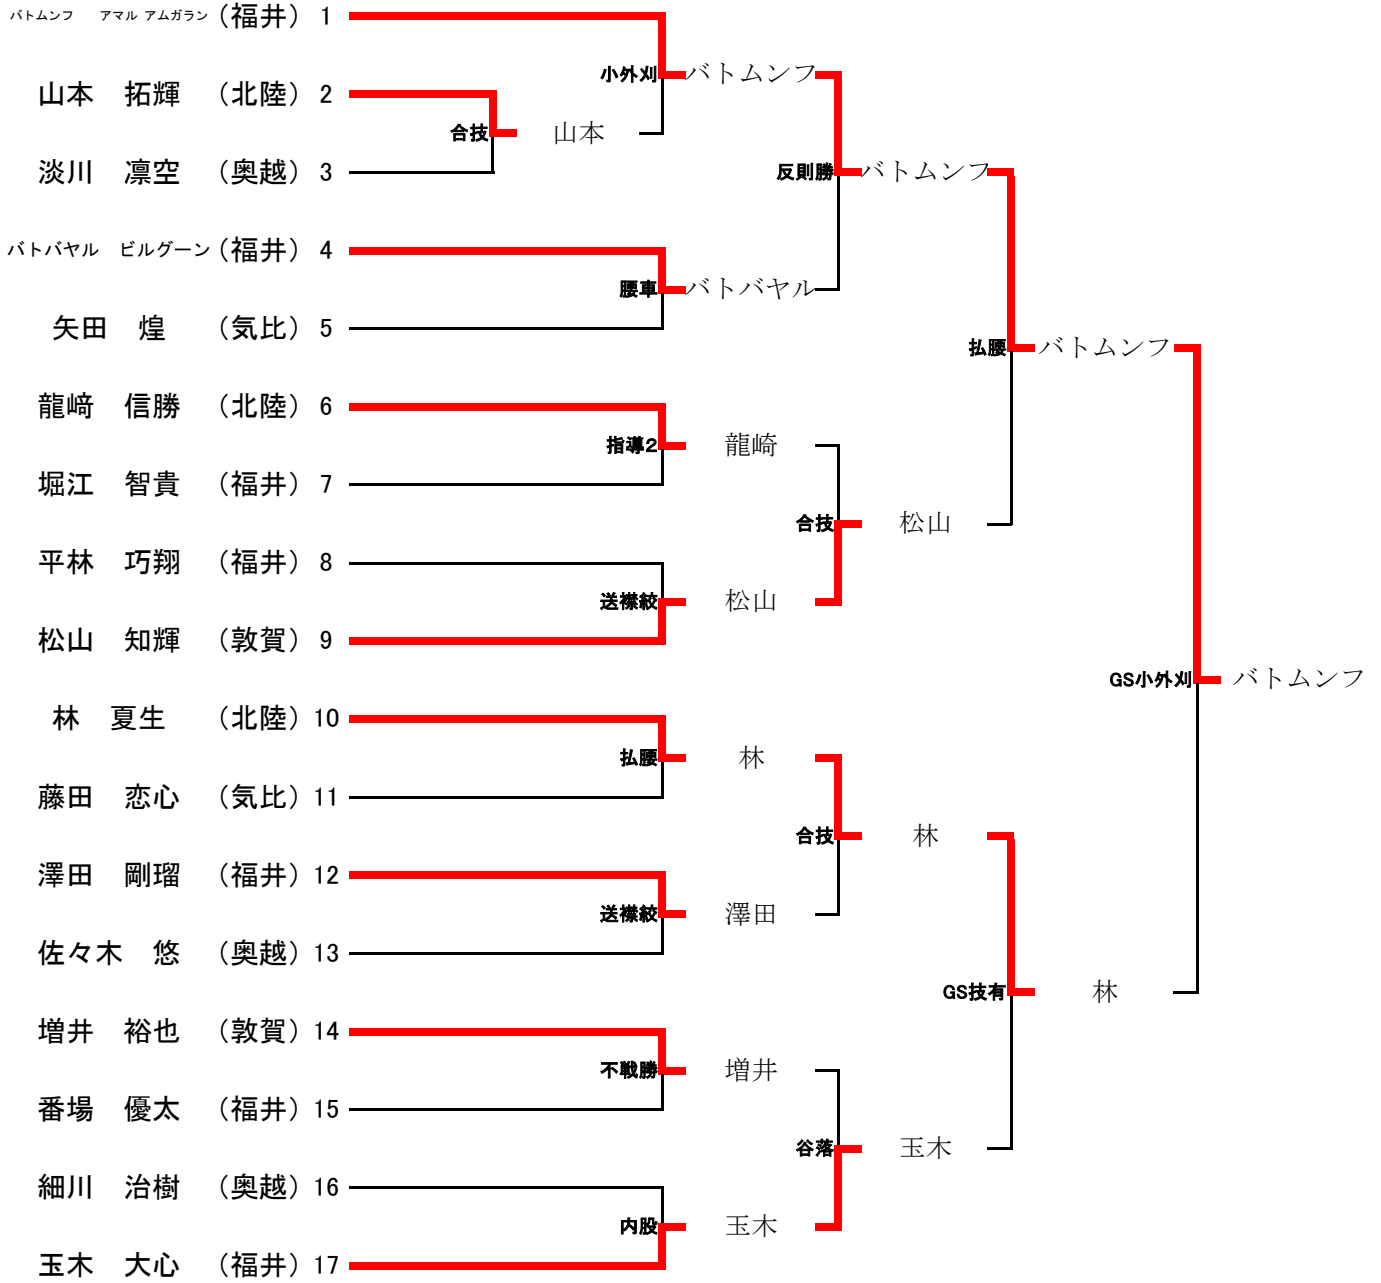 バトムンフ　アマル アムガラン（福井）1
小外刈 バトムンフ
山本　拓輝　（北陸）2
合技 山本
淡川　凛空　（奥越）3
反則勝 バトムンフ
バトバヤル　ビルグーン（福井）4
腰車 バトバヤル
矢田　煌　（気比）5
払腰 バトムンフ
龍﨑　信勝　（北陸）6
指導2 龍崎
堀江　智貴　（福井）7
合技 松山
平林　巧翔　（福井）8
送襟絞 松山
松山　知輝　（敦賀）9
GS小外刈 バトムンフ
林　夏生　（北陸）10
払腰 林
藤田　恋心　（気比）11
合技 林
澤田　剛瑠　（福井）12
送襟絞 澤田
佐々木　悠　（奥越）13
GS技有 林
増井　裕也　（敦賀）14
不戦勝 増井
番場　優太　（福井）15
谷落 玉木
細川　治樹　（奥越）16
内股 玉木
玉木　大心　（福井）17